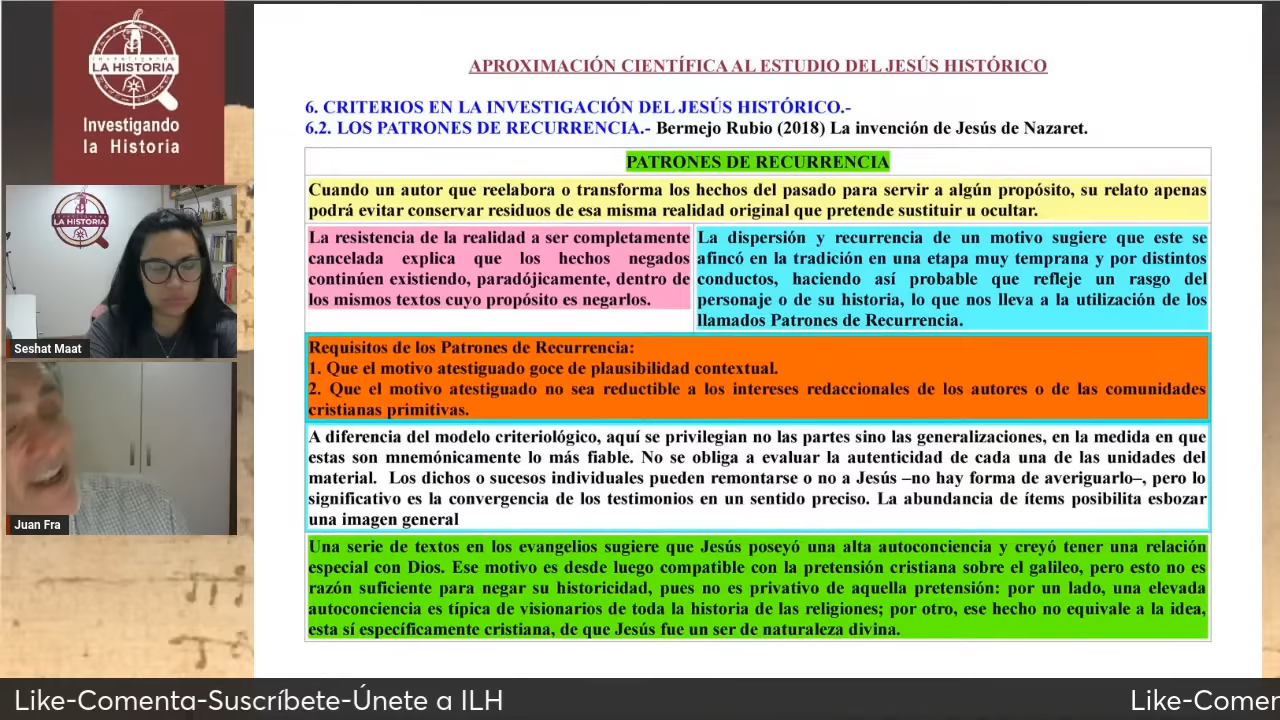 LA HISTORIA
Investigando
la Historia
LA HISTORIA
Seshat Maat
Juan Fra
APROXIMACIÓN CIENTÍFICA AL ESTUDIO DEL JESÚS HISTÓRICO
6. CRITERIOS EN LA INVESTIGACIÓN DEL JESÚS HISTÓRICO.-
6.2. LOS PATRONES DE RECURRENCIA.- Bermejo Rubio (2018) La invención de Jesús de Nazaret.
PATRONES DE RECURRENCIA
Cuando un autor que reelabora o transforma los hechos del pasado para servir a algún propósito, su relato apenas
podrá evitar conservar residuos de esa misma realidad original que pretende sustituir u ocultar.
La resistencia de la realidad a ser completamente
cancelada explica que los hechos negados
continúen existiendo, paradójicamente, dentro de
los mismos textos cuyo propósito es negarlos.
La dispersión y recurrencia de un motivo sugiere que este se
afincó en la tradición en una etapa muy temprana y por distintos
conductos, haciendo así probable que refleje un rasgo del
personaje o de su historia, lo que nos lleva a la utilización de los
llamados Patrones de Recurrencia.
Requisitos de los Patrones de Recurrencia:
1. Que el motivo atestiguado goce de plausibilidad contextual.
2. Que el motivo atestiguado no sea reductible a los intereses redaccionales de los autores o de las comunidades
cristianas primitivas.
A diferencia del modelo criteriológico, aquí se privilegian no las partes sino las generalizaciones, en la medida en que
estas son mnemónicamente lo más fiable. No se obliga a evaluar la autenticidad de cada una de las unidades del
material. Los dichos o sucesos individuales pueden remontarse o no a Jesús –no hay forma de averiguarlo–, pero lo
significativo es la convergencia de los testimonios en un sentido preciso. La abundancia de ítems posibilita esbozar
una imagen general
Una serie de textos en los evangelios sugiere que Jesús poseyó una alta autoconciencia y creyó tener una relación
especial con Dios. Ese motivo es desde luego compatible con la pretensión cristiana sobre el galileo, pero esto no es
razón suficiente para negar su historicidad, pues no es privativo de aquella pretensión: por un lado, una elevada
autoconciencia es típica de visionarios de toda la historia de las religiones; por otro, ese hecho no equivale a la idea,
esta sí específicamente cristiana, de que Jesús fue un ser de naturaleza divina.
Like-Comenta-Suscríbete-Únete a ILH
Like-Comer